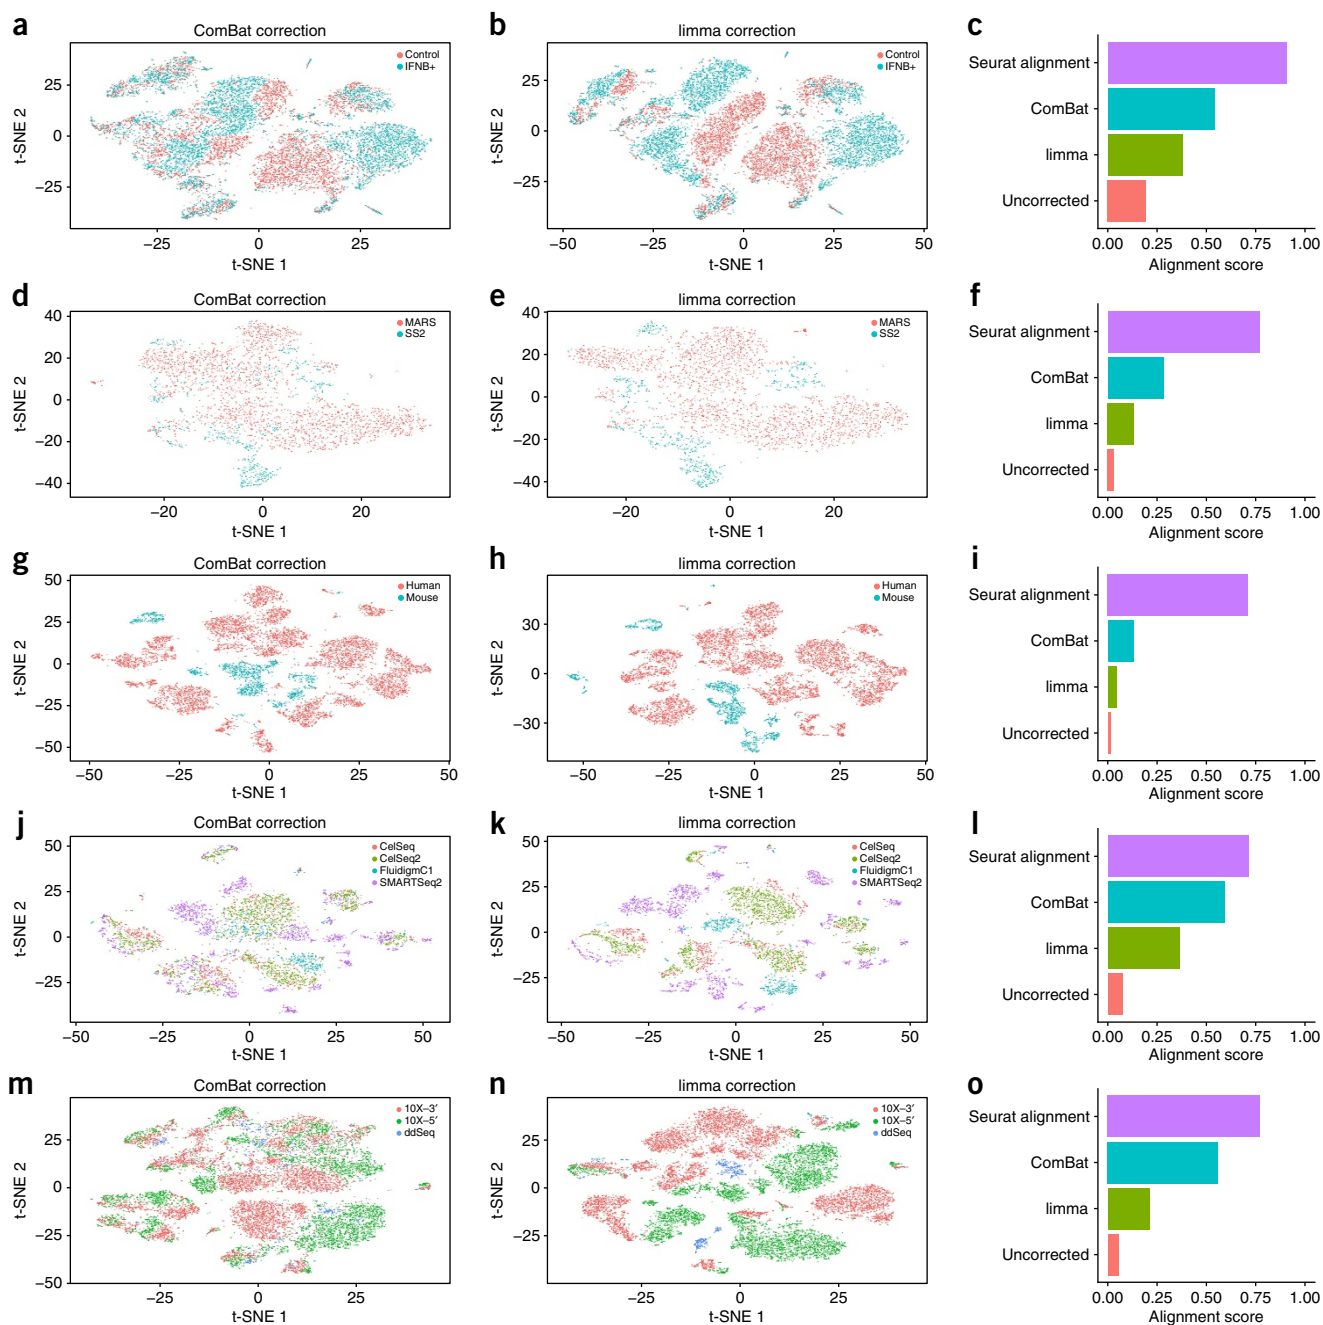 a
ComBat correction
Control
IFNB+
25
0
−25
−25
0
25
t-SNE 1
t-SNE 2
b
limma correction
Control
IFNB+
50
25
0
−25
−50
−25
0
25
50
t-SNE 1
t-SNE 2
c
Seurat alignment
ComBat
limma
Uncorrected
0.00
0.25
0.50
0.75
1.00
Alignment score
d
ComBat correction
MARS
SS2
40
20
0
−20
−40
−20
0
20
t-SNE 1
t-SNE 2
e
limma correction
MARS
SS2
40
20
0
−20
−40
−20
0
20
t-SNE 1
t-SNE 2
f
Seurat alignment
ComBat
limma
Uncorrected
0.00
0.25
0.50
0.75
1.00
Alignment score
g
ComBat correction
Human
Mouse
50
25
0
−25
−50
−50
−25
0
25
50
t-SNE 1
t-SNE 2
h
limma correction
Human
Mouse
30
0
−30
−50
−25
0
25
50
t-SNE 1
t-SNE 2
i
Seurat alignment
ComBat
limma
Uncorrected
0.00
0.25
0.50
0.75
1.00
Alignment score
j
ComBat correction
CelSeq
CelSeq2
FluidigmC1
SMARTSeq2
50
25
0
−25
−50
−25
0
25
50
t-SNE 1
t-SNE 2
k
limma correction
CelSeq
CelSeq2
FluidigmC1
SMARTSeq2
50
25
0
−25
−50
−25
0
25
50
t-SNE 1
t-SNE 2
l
Seurat alignment
ComBat
limma
Uncorrected
0.00
0.25
0.50
0.75
1.00
Alignment score
m
ComBat correction
10X−3′
10X−5′
ddSeq
25
0
−25
−50
−25
0
25
t-SNE 1
t-SNE 2
n
limma correction
10X−3′
10X−5′
ddSeq
25
0
−25
−50
−25
0
25
t-SNE 1
t-SNE 2
o
Seurat alignment
ComBat
limma
Uncorrected
0.00
0.25
0.50
0.75
1.00
Alignment score